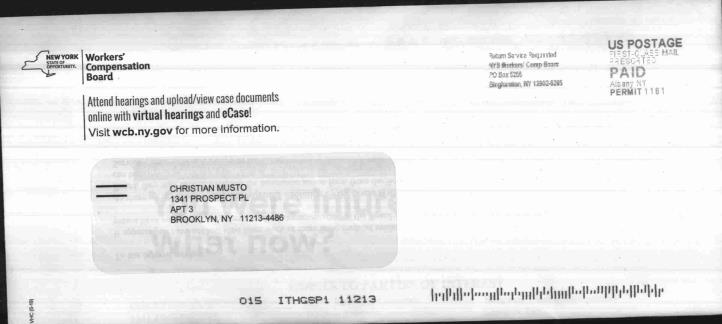 NEW YORK
STATE OF
OPPORTUNITY.
Workers'
Compensation
Board
Attend hearings and upload/view case documents
online with virtual hearings and eCase!
Visit wcb.ny.gov for more information.
Return Service Requested
NYS Workers' Comp Board
PO Box 5205
Binghamton, NY 13902-5205
US POSTAGE
FIRST-CLASS MAIL
PRESORTED
PAID
Albany NY
PERMIT 1161
CHRISTIAN MUSTO
1341 PROSPECT PL
APT 3
BROOKLYN, NY 11213-4486
You were injured
What now?
015 ITHGSP1 11213